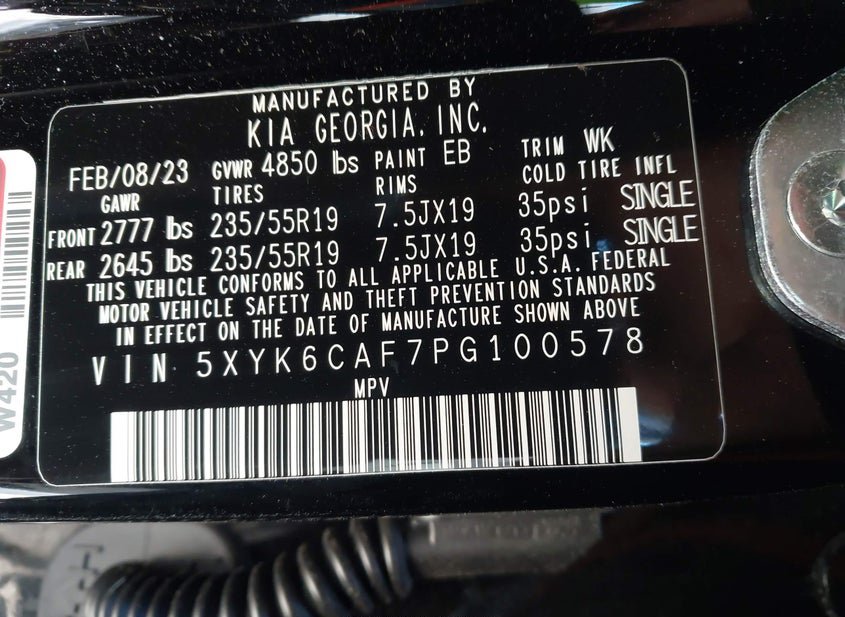 MANUFACTURED BY
KIA GEORGIA, INC.
FEB/08/23 GVWR 4850 lbs PAINT EB TRIM WK
GAWR TIRES RIMS COLD TIRE INFL
FRONT 2777 lbs 235/55R19 7.5JX19 35psi SINGLE
REAR 2645 lbs 235/55R19 7.5JX19 35psi SINGLE
THIS VEHICLE CONFORMS TO ALL APPLICABLE U.S.A. FEDERAL
MOTOR VEHICLE SAFETY AND THEFT PREVENTION STANDARDS
IN EFFECT ON THE DATE OF MANUFACTURE SHOWN ABOVE
VIN 5XYK6CAF7PG100578
MPV
W420